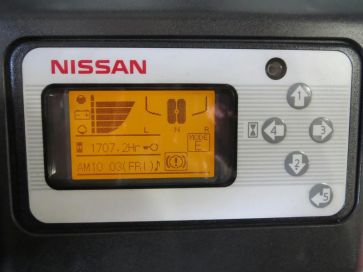 NISSAN
L N R
1707.2Hr
MODE
E
AM10 03(FRI)
1
4
3
2
5